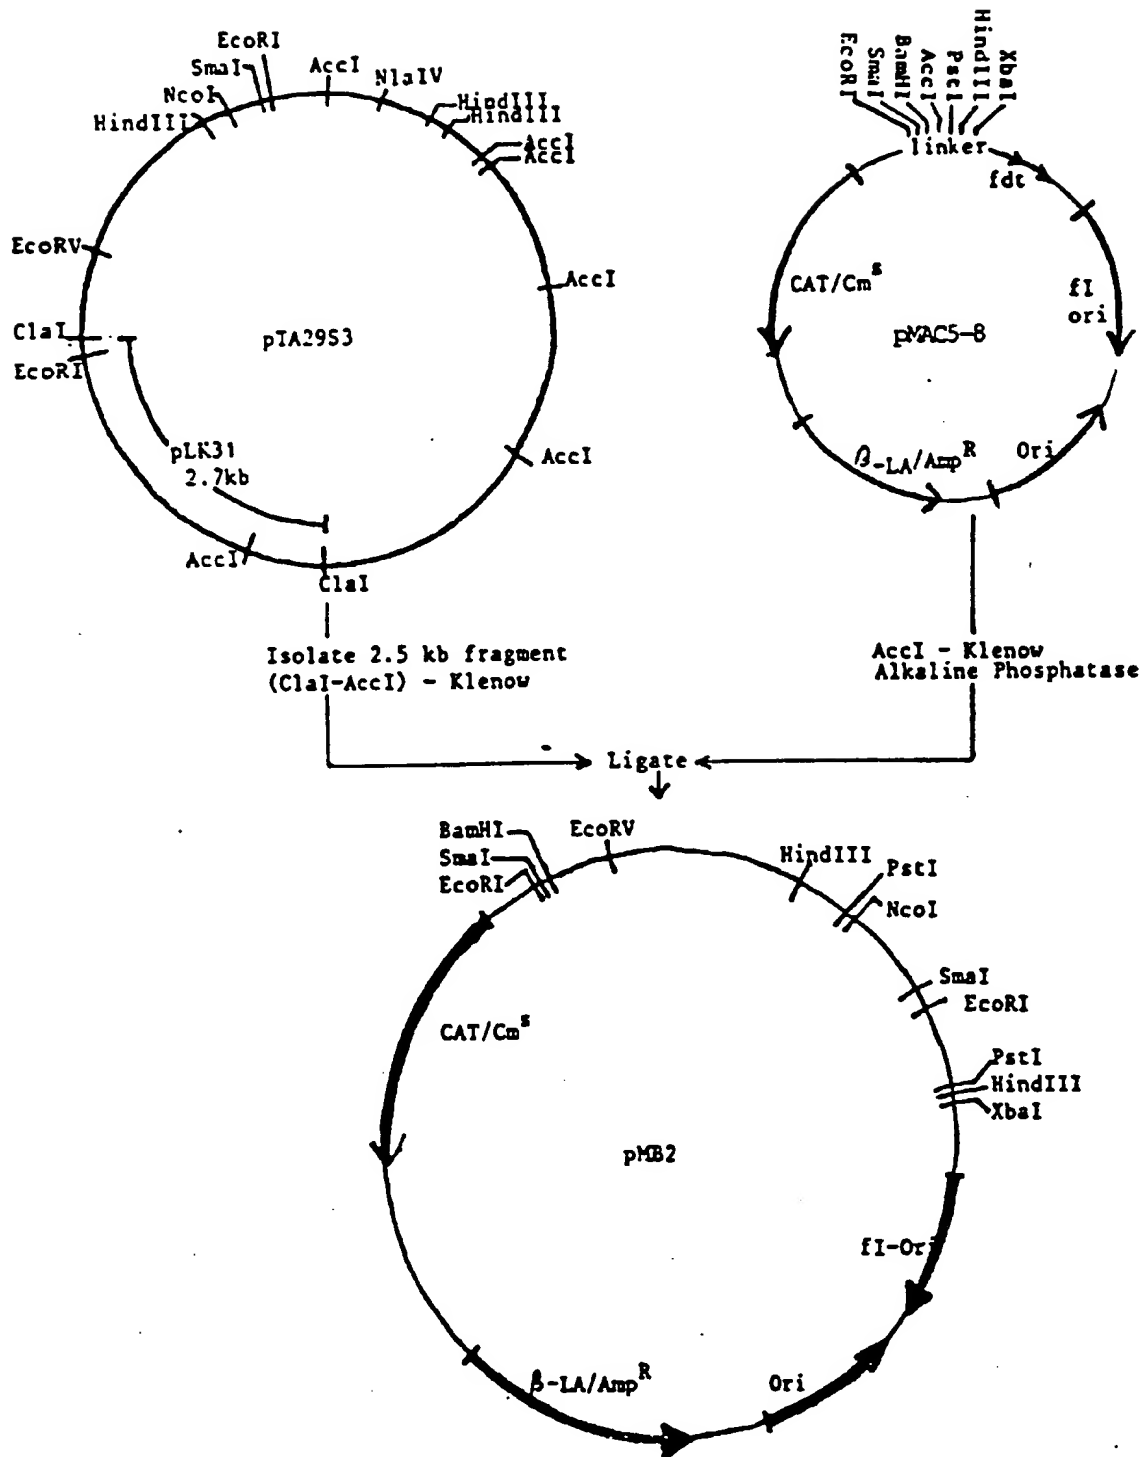 EcoRI
SmaI
AccI
NcoI
NlaIV
HindIII
HindIII
HindIII
AccI
AccI
EcoRV
AccI
ClaI
pTA29S3
EcoRI
pLK31
2.7kb
AccI
AccI
ClaI
EcoRI
SmaI
BamHI
AccI
PstI
HindIII
XbaI
linker
fdt
CAT/Cm^s
fI
ori
pMAC5-8
β-LA/Amp^R
Ori
Isolate 2.5 kb fragment
(ClaI-AccI) - Klenow
AccI - Klenow
Alkaline Phosphatase
Ligate
BamHI
EcoRV
SmaI
HindIII
EcoRI
PstI
NcoI
SmaI
EcoRI
CAT/Cm^s
PstI
HindIII
XbaI
pMB2
fI-Ori
β-LA/Amp^R
Ori